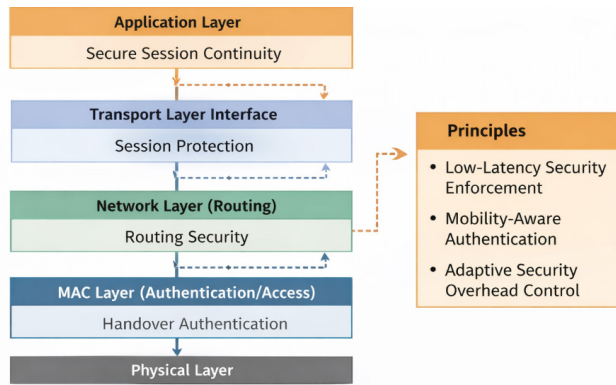 Application Layer
Secure Session Continuity
Transport Layer Interface
Session Protection
Network Layer (Routing)
Routing Security
MAC Layer (Authentication/Access)
Handover Authentication
Physical Layer
Principles
• Low-Latency Security
Enforcement
• Mobility-Aware
Authentication
• Adaptive Security
Overhead Control